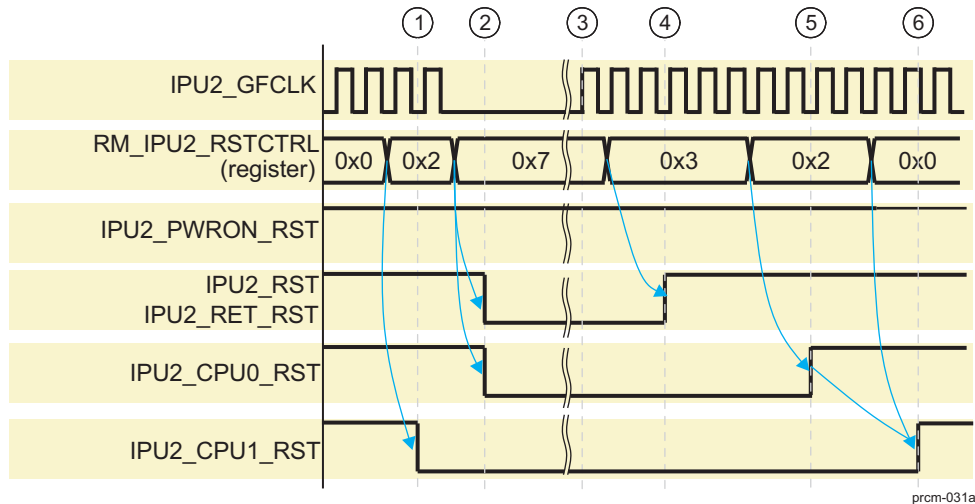 1 2 3 4 5 6
IPU2_GFCLK
RM_IPU2_RSTCTRL
(register)
0x0 0x2 0x7 0x3 0x2 0x0
IPU2_PWRON_RST
IPU2_RST
IPU2_RET_RST
IPU2_CPU0_RST
IPU2_CPU1_RST
prcm-031a